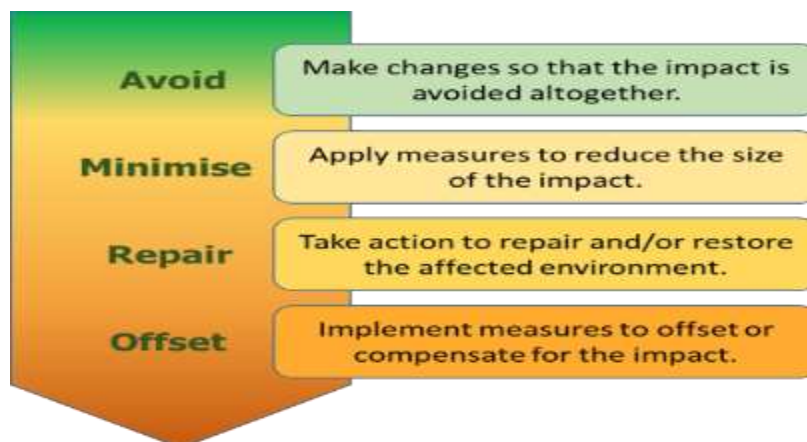 Avoid
Make changes so that the impact is
avoided altogether.
Minimise
Apply measures to reduce the size
of the impact.
Repair
Take action to repair and/or restore
the affected environment.
Offset
Implement measures to offset or
compensate for the impact.